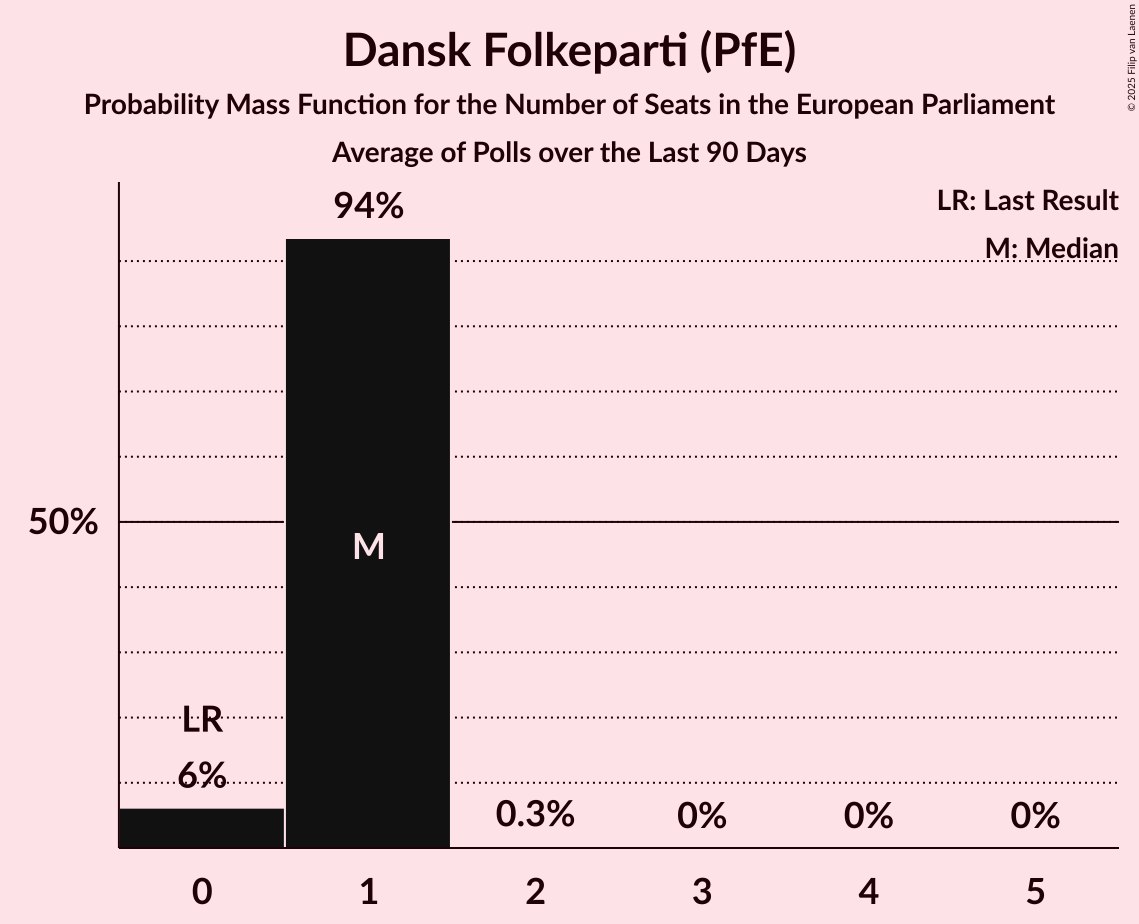 Dansk Folkeparti (PfE)
Probability Mass Function for the Number of Seats in the European Parliament
Average of Polls over the Last 90 Days
© 2025 Filip van Laenen
LR: Last Result
M: Median
94%
50%
M
LR
6%
0.3%
0%
0%
0%
0
1
2
3
4
5